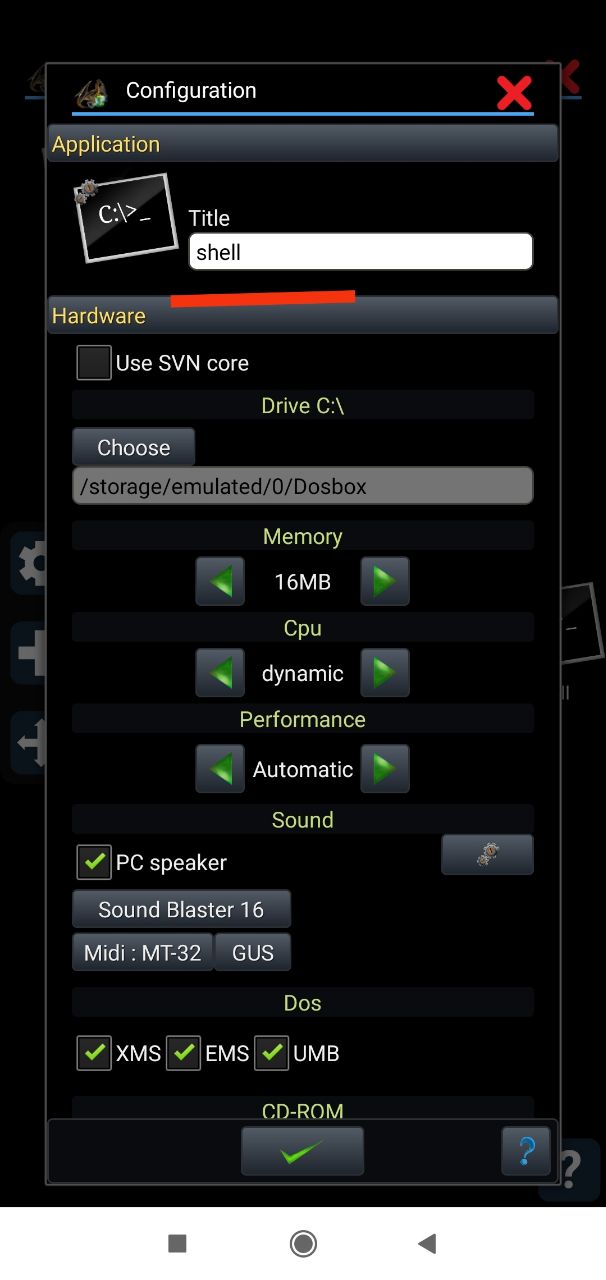 Configuration
Application
C:\>_
Title
shell
Hardware
Use SVN core
Drive C:\
Choose
/storage/emulated/0/Dosbox
Memory
16MB
Cpu
dynamic
Performance
Automatic
Sound
PC speaker
Sound Blaster 16
Midi : MT-32 GUS
Dos
XMS EMS UMB
CD-ROM
?
?